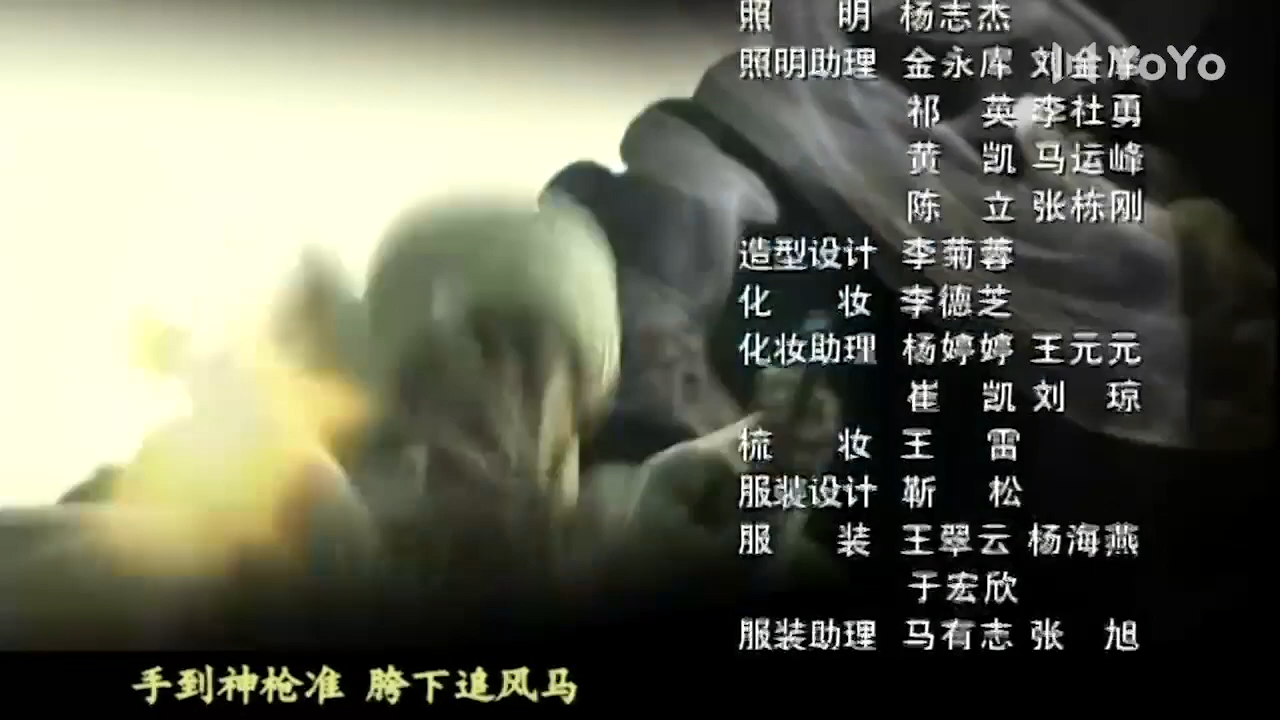 照 明 杨志杰
照明助理 金永库 刘金库
YoYo
祁 英 李杜勇
黄 凯 马运峰
陈 立 张栋刚
造型设计 李菊蓉
化 妆 李德芝
化妆助理 杨婷婷 王元元
崔 凯 刘 琼
梳 妆 王 雷
服装设计 靳 松
服 装 王翠云 杨海燕
于宏欣
服装助理 马有志 张 旭
手到神枪准 胯下追风马